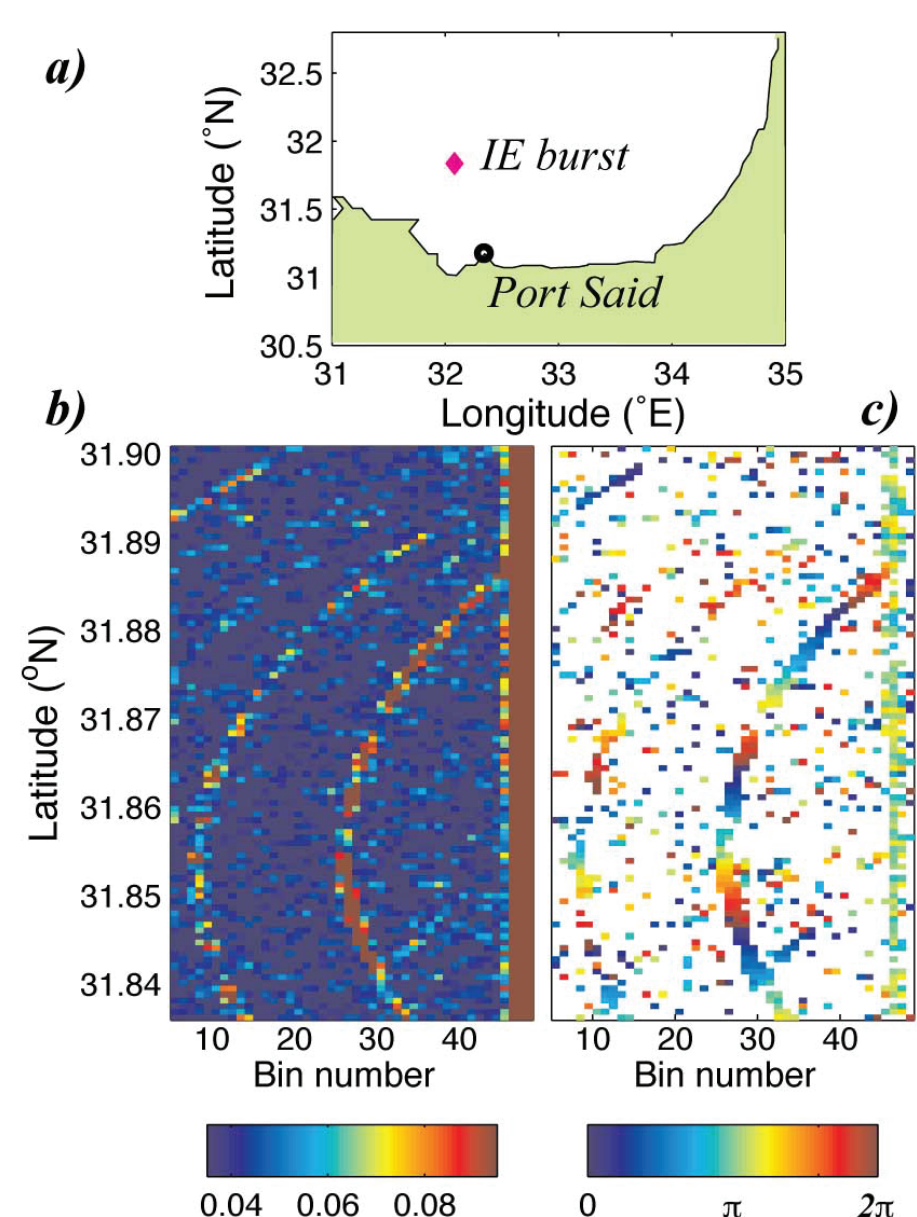 a)
32.5
32
31.5
31
30.5
Latitude (˚N)
IE burst
Port Said
31 32 33 34 35
Longitude (˚E)
b)
c)
31.90
31.89
31.88
31.87
31.86
31.85
31.84
Latitude (ºN)
10 20 30 40
Bin number
10 20 30 40
Bin number
0.04 0.06 0.08
0 π 2π